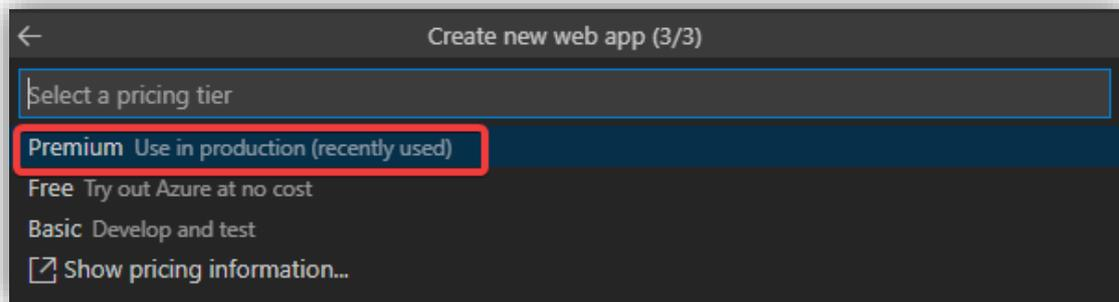 Create new web app (3/3)
Select a pricing tier
Premium Use in production (recently used)
Free Try out Azure at no cost
Basic Develop and test
Show pricing information...